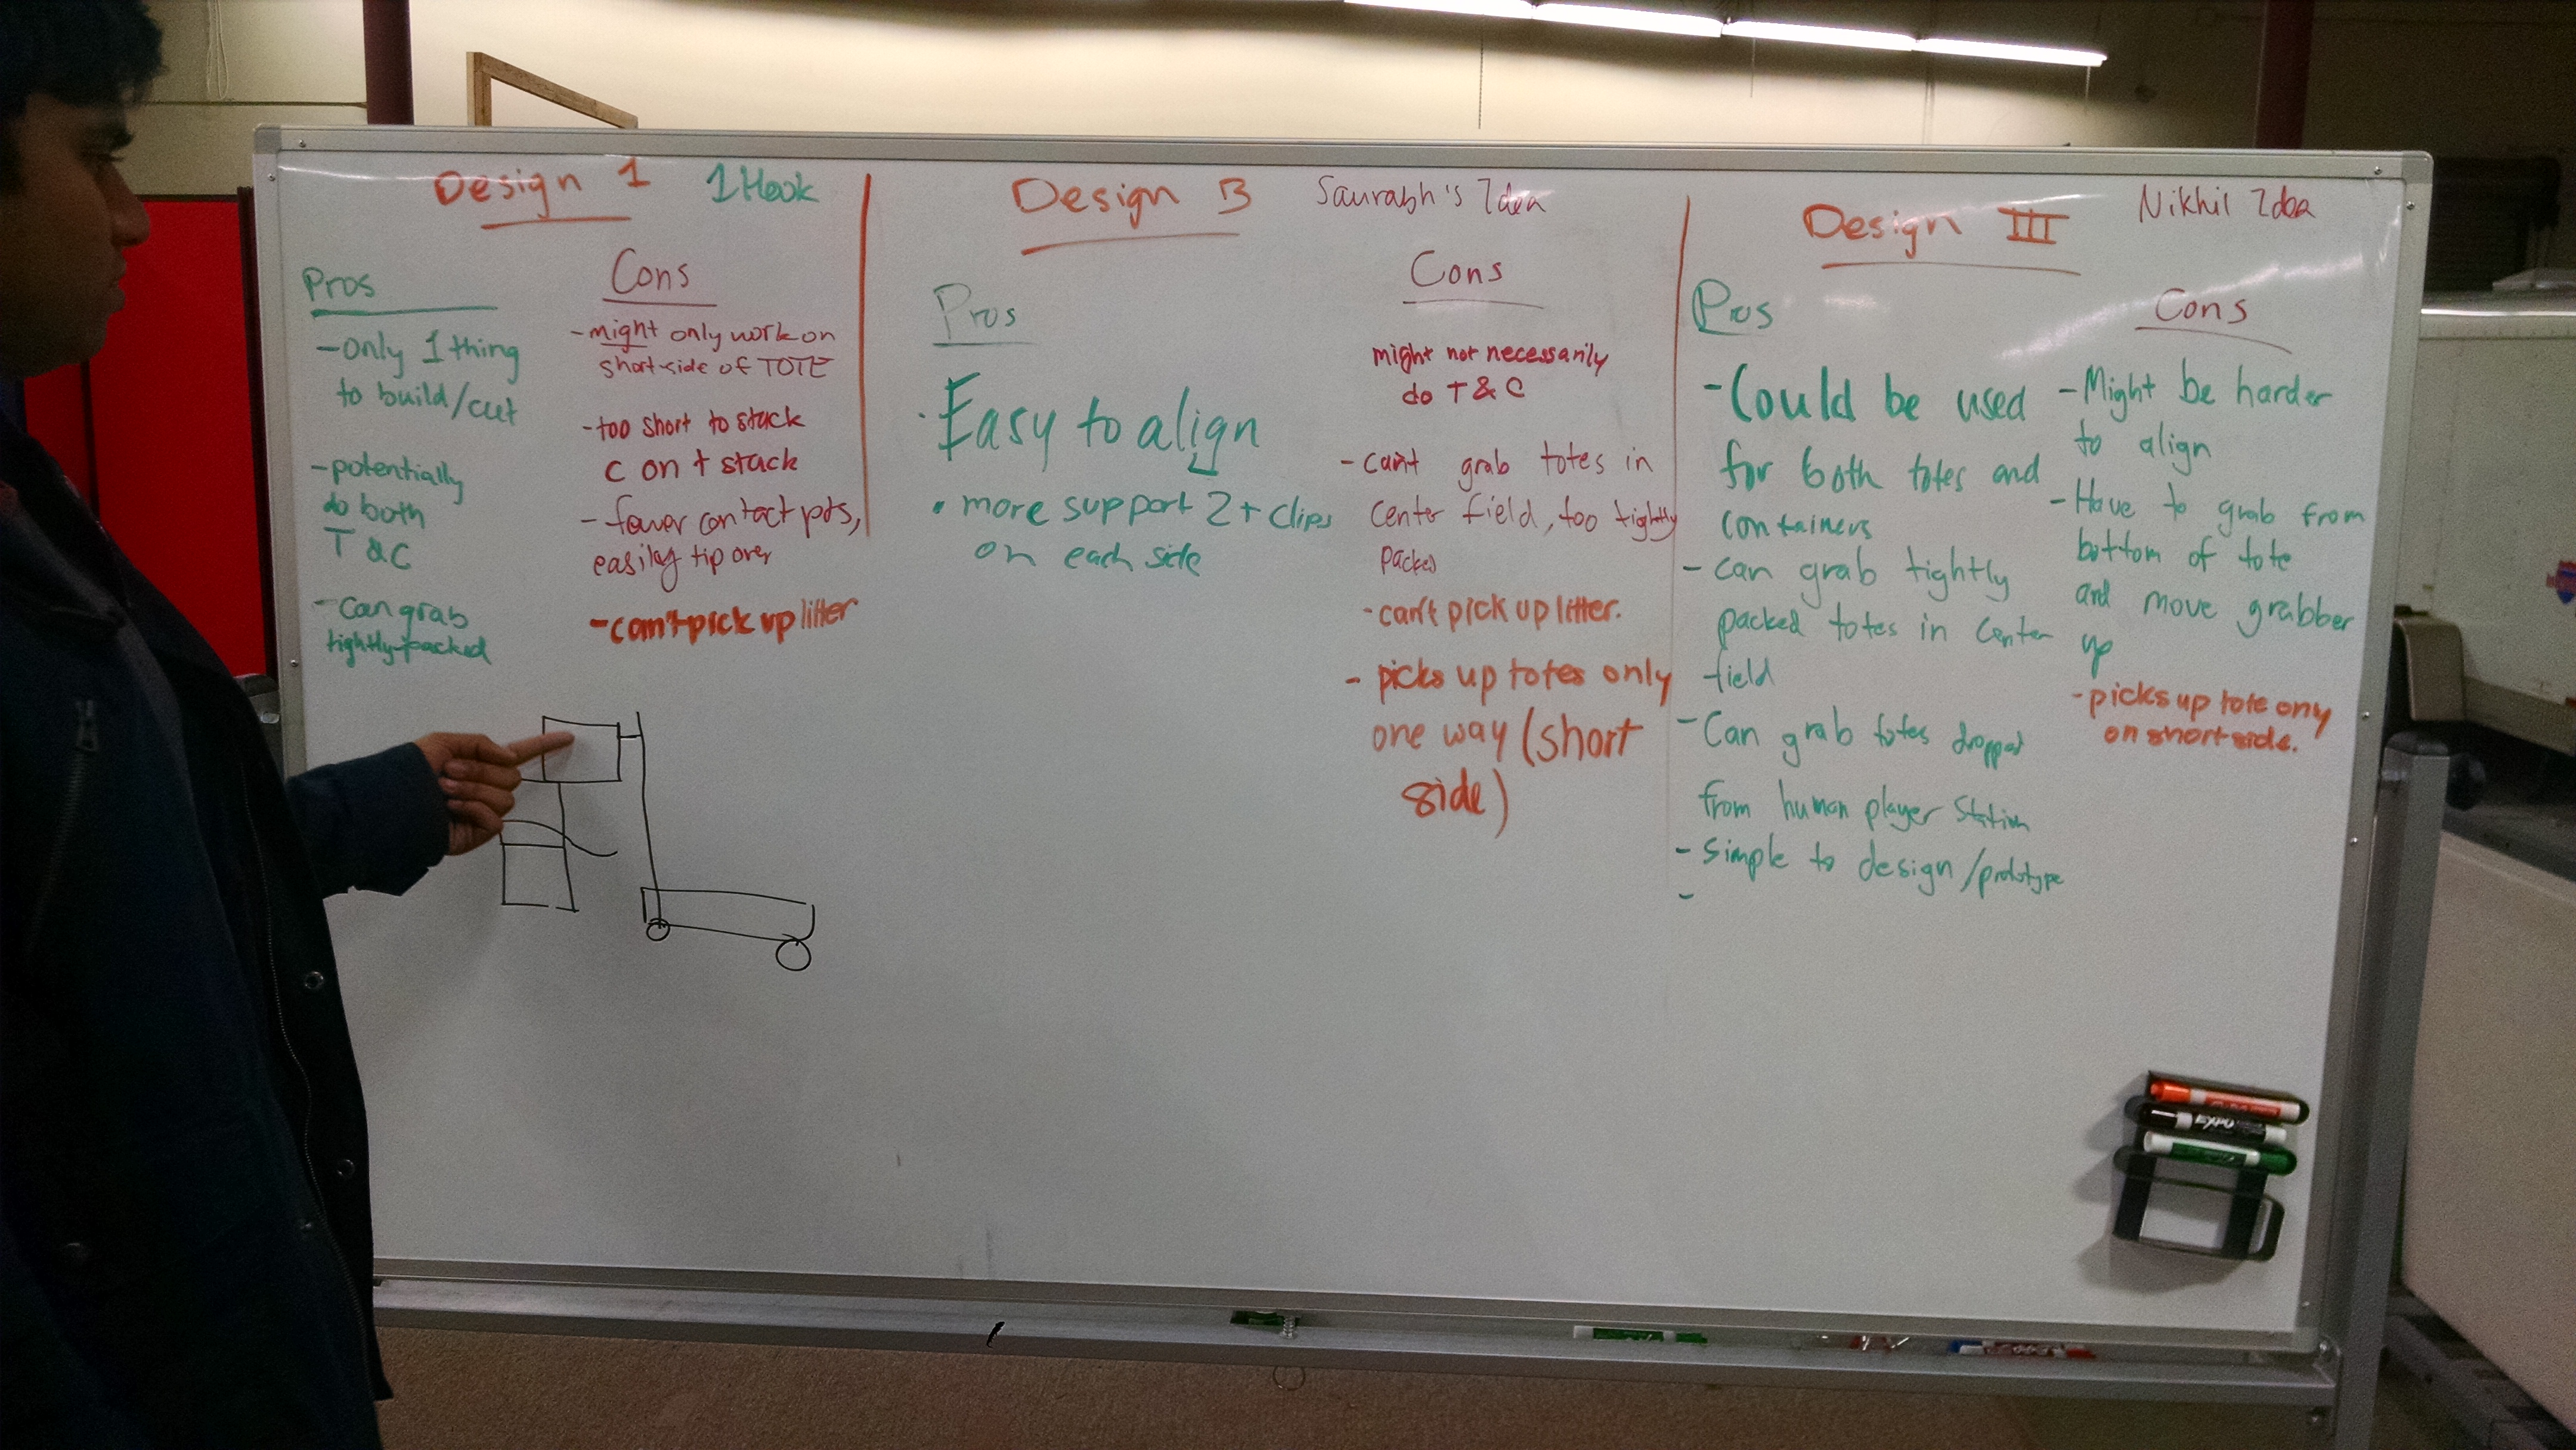 Design 1 1 Hook
Pros
-only 1 thing
to build/cut
-potentially
do both
T & C
-Can grab
tightly packed
Cons
-might only work on
short side of TOTE
-too short to stack
C on t stack
-fewer contact pts,
easily tip over
-can't pick up litter
Design B Saurabh's Idea
Pros
· Easy to align
• more support 2+ clips
on each side
Cons
might not necessarily
do T & C
- can't grab totes in
center field, too tightly
packed
-can't pick up litter.
- picks up totes only
one way (short
side)
Design III Nikhil Idea
Pros
-Could be used
for both totes and
containers
- can grab tightly
packed totes in center
field
- Can grab totes dropped
from human player station
- Simple to design/prototype
-
Cons
-Might be harder
to align
-Have to grab from
bottom of tote
and move grabber
up
-picks up tote ony
on short side.
EXPO